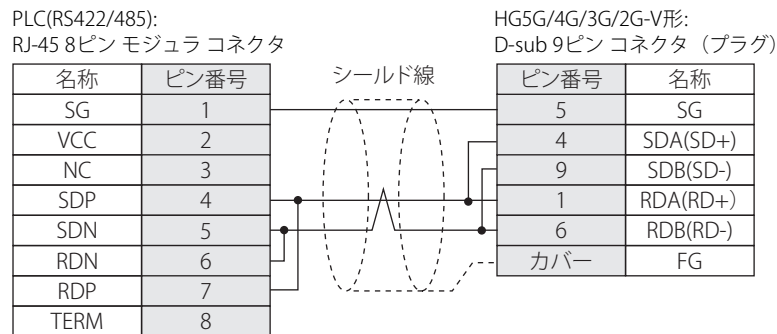 PLC(RS422/485):
RJ-45 8ピン モジュラ コネクタ
HG5G/4G/3G/2G-V形:
D-sub 9ピン コネクタ（プラグ）
名称 ピン番号 シールド線 ピン番号 名称
SG 1 5 SG
VCC 2 4 SDA(SD+)
NC 3 9 SDB(SD-)
SDP 4 1 RDA(RD+)
SDN 5 6 RDB(RD-)
RDN 6 カバー FG
RDP 7
TERM 8